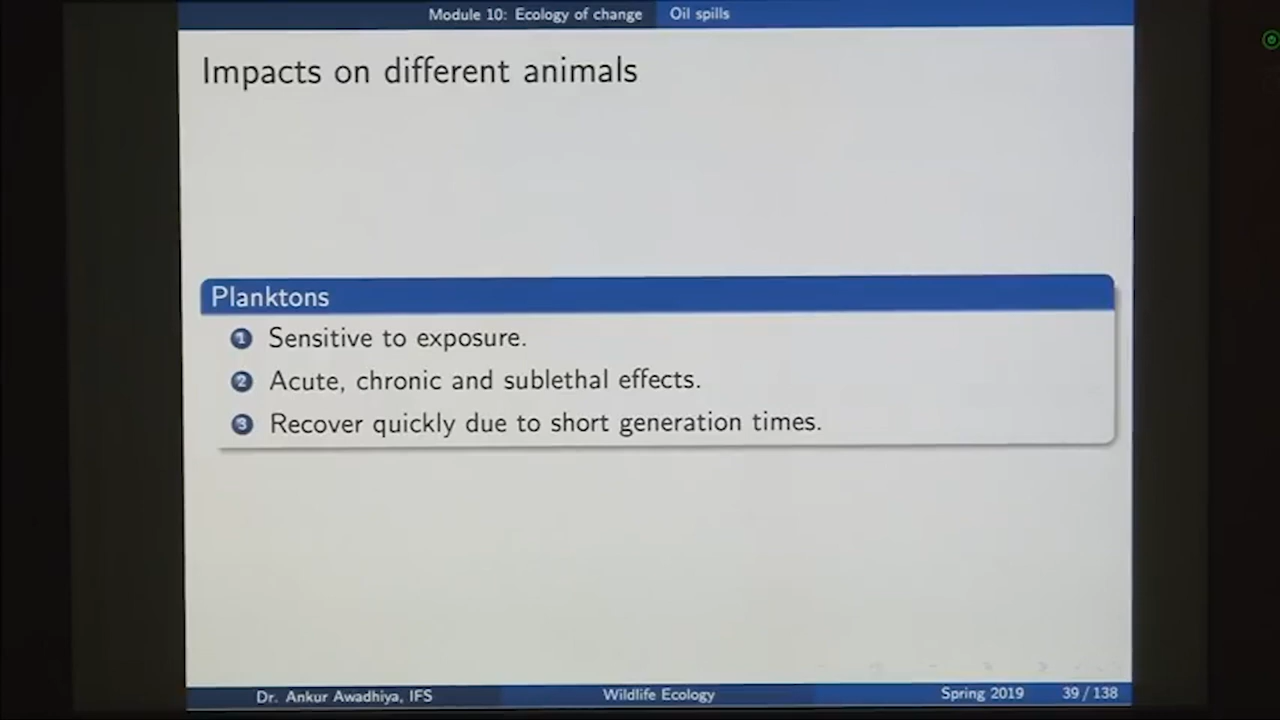 Module 10: Ecology of change Oil spills
Impacts on different animals
Planktons
1 Sensitive to exposure.
2 Acute, chronic and sublethal effects.
3 Recover quickly due to short generation times.
Dr. Ankur Awadhiya, IFS Wildlife Ecology Spring 2019 39 / 138